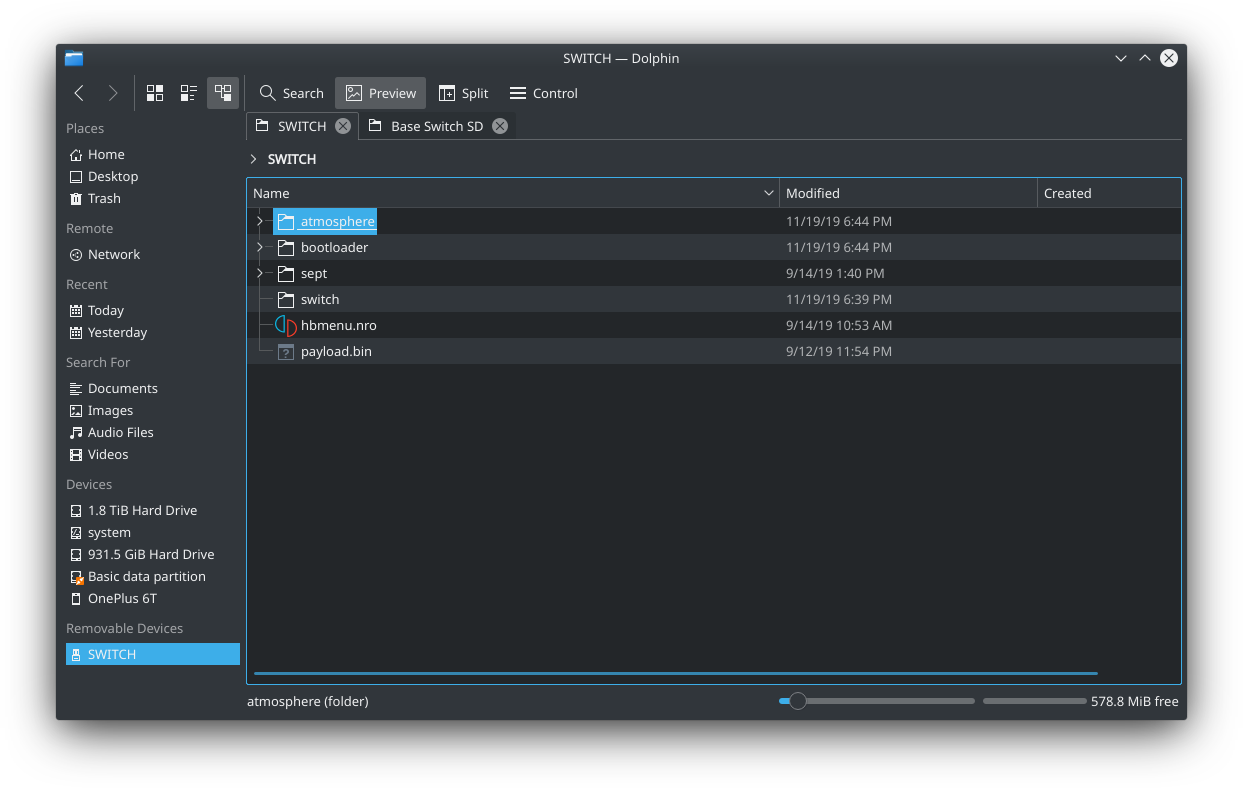 SWITCH — Dolphin
Search Preview Split Control
Places
Home
Desktop
Trash
Remote
Network
Recent
Today
Yesterday
Search For
Documents
Images
Audio Files
Videos
Devices
1.8 TiB Hard Drive
system
931.5 GiB Hard Drive
Basic data partition
OnePlus 6T
Removable Devices
SWITCH
SWITCH Base Switch SD
SWITCH
Name Modified Created
atmosphere 11/19/19 6:44 PM
bootloader 11/19/19 6:44 PM
sept 9/14/19 1:40 PM
switch 11/19/19 6:39 PM
hbmenu.nro 9/14/19 10:53 AM
payload.bin 9/12/19 11:54 PM
atmosphere (folder) 578.8 MiB free